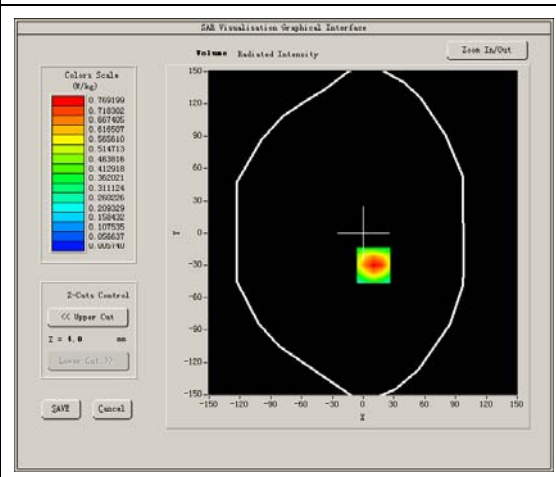 SAR Visualisation Graphical Interface
Volume Radiated Intensity
Zoom In/Out
Colors Scale
(W/kg)
0.769199
0.718302
0.667405
0.616507
0.565610
0.514713
0.463816
0.412918
0.362021
0.311124
0.260226
0.209329
0.158432
0.107535
0.056637
0.005740
Z-Cuts Control
<< Upper Cut
Z = 4.0 mm
Lower Cut >>
SAVE
Cancel
150
120
90
60
30
0
-30
-60
-90
-120
-150
Y
-150 -120 -90 -60 -30 0 30 60 90 120 150
X